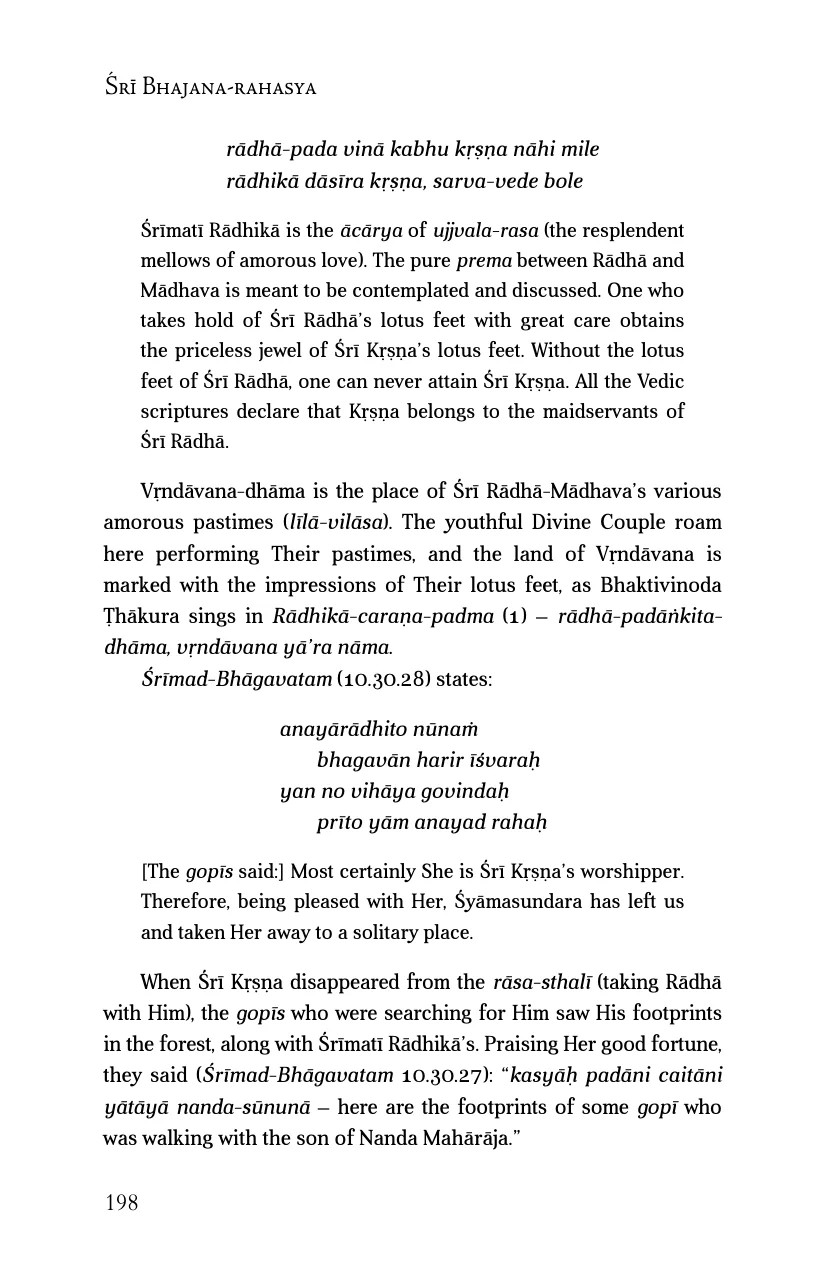 Śrī Bhajana-rahasya
rādhā-pada vinā kabhu kṛṣṇa nāhi mile
rādhikā dāsīra kṛṣṇa, sarva-vede bole
Śrīmatī Rādhikā is the ācārya of ujjvala-rasa (the resplendent
mellows of amorous love). The pure prema between Rādhā and
Mādhava is meant to be contemplated and discussed. One who
takes hold of Śrī Rādhā’s lotus feet with great care obtains
the priceless jewel of Śrī Kṛṣṇa’s lotus feet. Without the lotus
feet of Śrī Rādhā, one can never attain Śrī Kṛṣṇa. All the Vedic
scriptures declare that Kṛṣṇa belongs to the maidservants of
Śrī Rādhā.
Vṛndāvana-dhāma is the place of Śrī Rādhā-Mādhava’s various
amorous pastimes (līlā-vilāsa). The youthful Divine Couple roam
here performing Their pastimes, and the land of Vṛndāvana is
marked with the impressions of Their lotus feet, as Bhaktivinoda
Ṭhākura sings in Rādhikā-caraṇa-padma (1) – rādhā-padāṅkita-
dhāma, vṛndāvana yā’ra nāma.
Śrīmad-Bhāgavatam (10.30.28) states:
anayārādhito nūnaṁ
bhagavān harir īśvaraḥ
yan no vihāya govindaḥ
prīto yām anayad rahaḥ
[The gopīs said:] Most certainly She is Śrī Kṛṣṇa’s worshipper.
Therefore, being pleased with Her, Śyāmasundara has left us
and taken Her away to a solitary place.
When Śrī Kṛṣṇa disappeared from the rāsa-sthalī (taking Rādhā
with Him), the gopīs who were searching for Him saw His footprints
in the forest, along with Śrīmatī Rādhikā’s. Praising Her good fortune,
they said (Śrīmad-Bhāgavatam 10.30.27): “kasyāḥ padāni caitāni
yātāyā nanda-sūnunā – here are the footprints of some gopī who
was walking with the son of Nanda Mahārāja.”
198